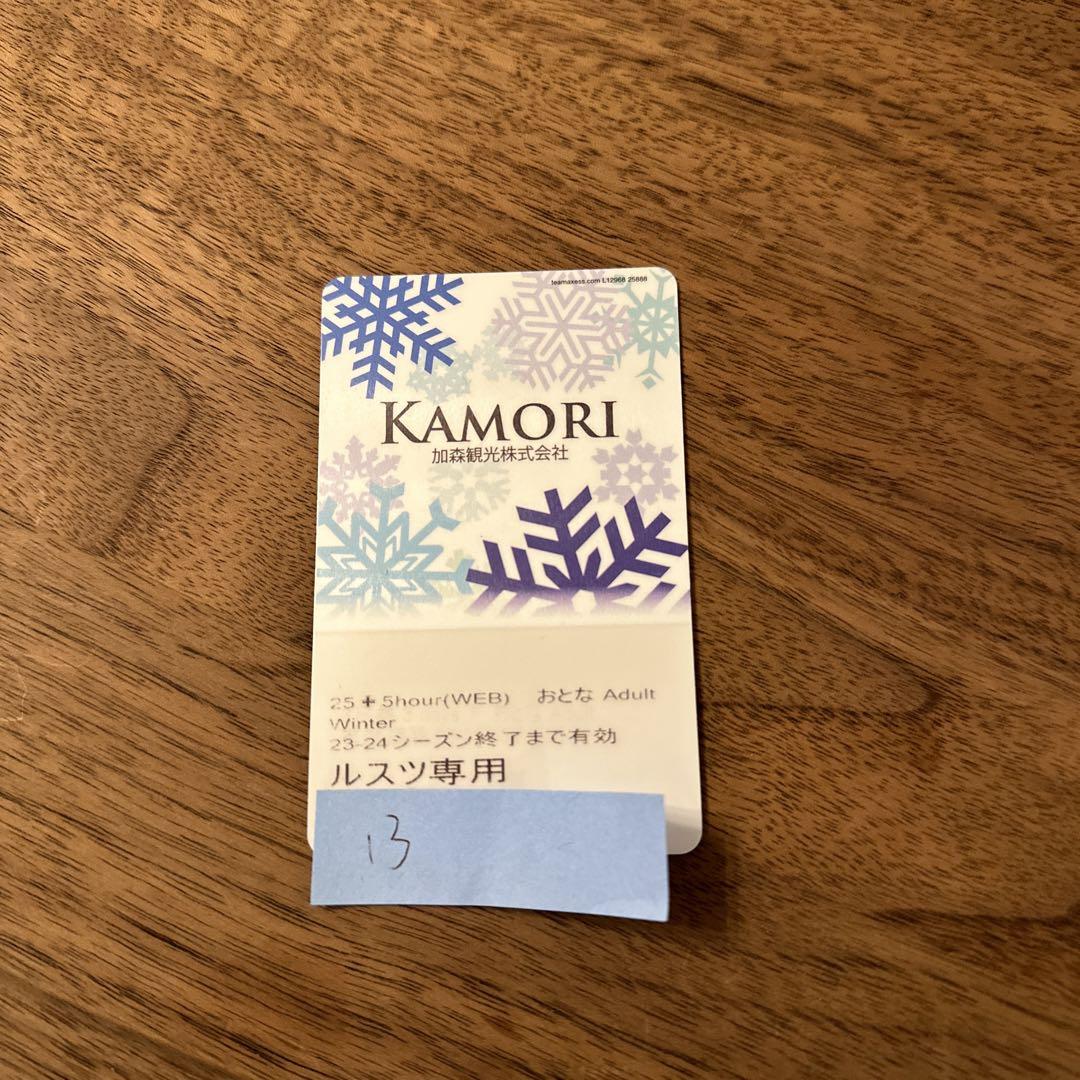 teamaxess.com L12968 25888
KAMORI
加森観光株式会社
25 + 5hour(WEB) おとな Adult
Winter
23-24シーズン終了まで有効
ルスツ専用
13